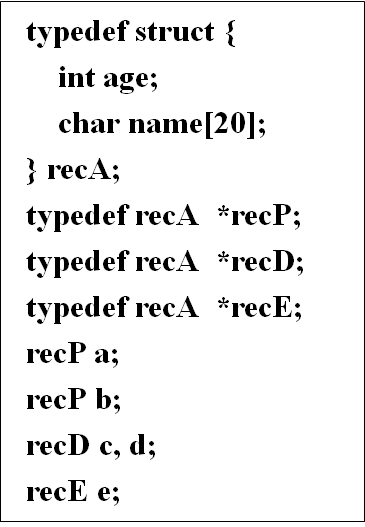 typedef struct {
int age;
char name[20];
} recA;
typedef recA  *recP;
typedef recA  *recD;
typedef recA  *recE;
recP a;
recP b;
recD c, d;
recE e;